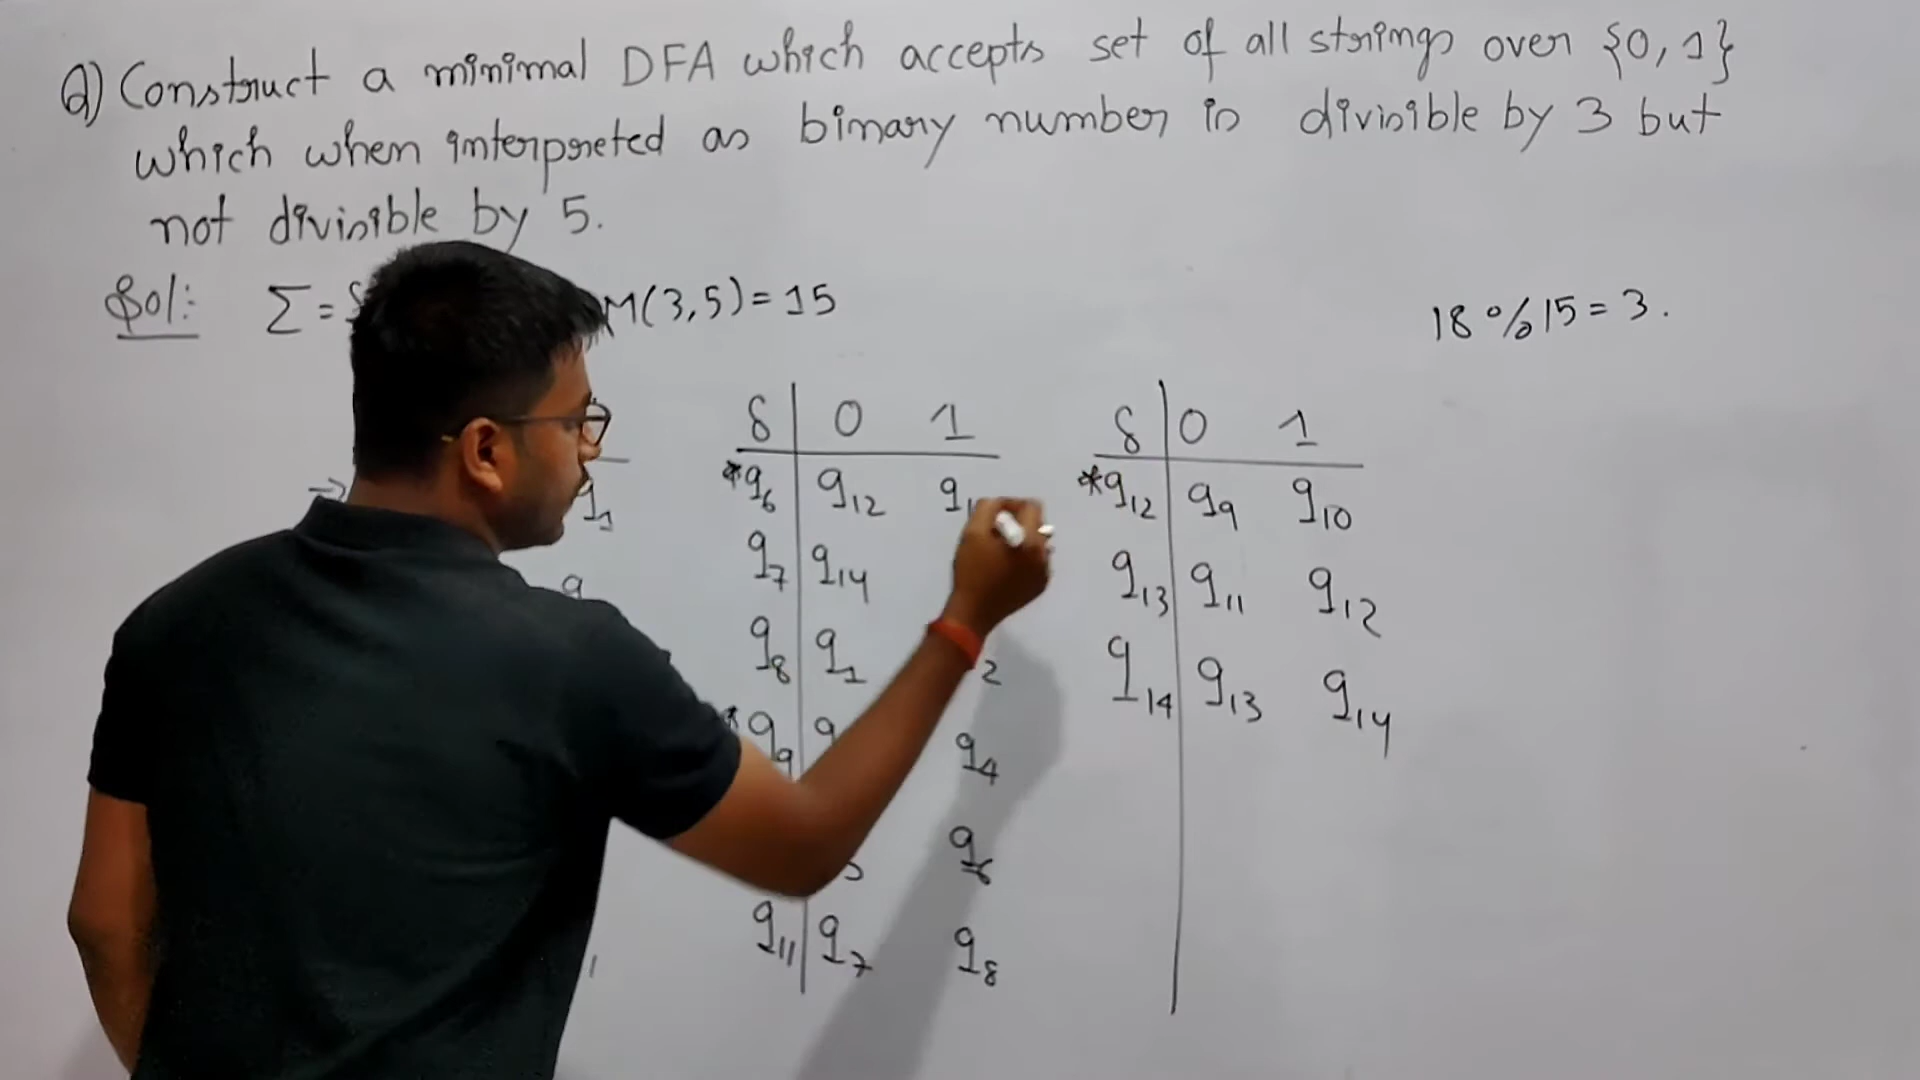 Q) Construct a minimal DFA which accepts set of all strings over {0,1}
which when interpreted as binary number is divisible by 3 but
not divisible by 5.
Sol: Σ= M(3,5)=15
18%15=3.
δ 0 1
δ 0 1
→ q1
*q6 q12
*q12 q9 q10
q7 q14
q13 q11 q12
q8 q1 2
q14 q13 q14
*q9 q q4
q6
q11 q7 q8